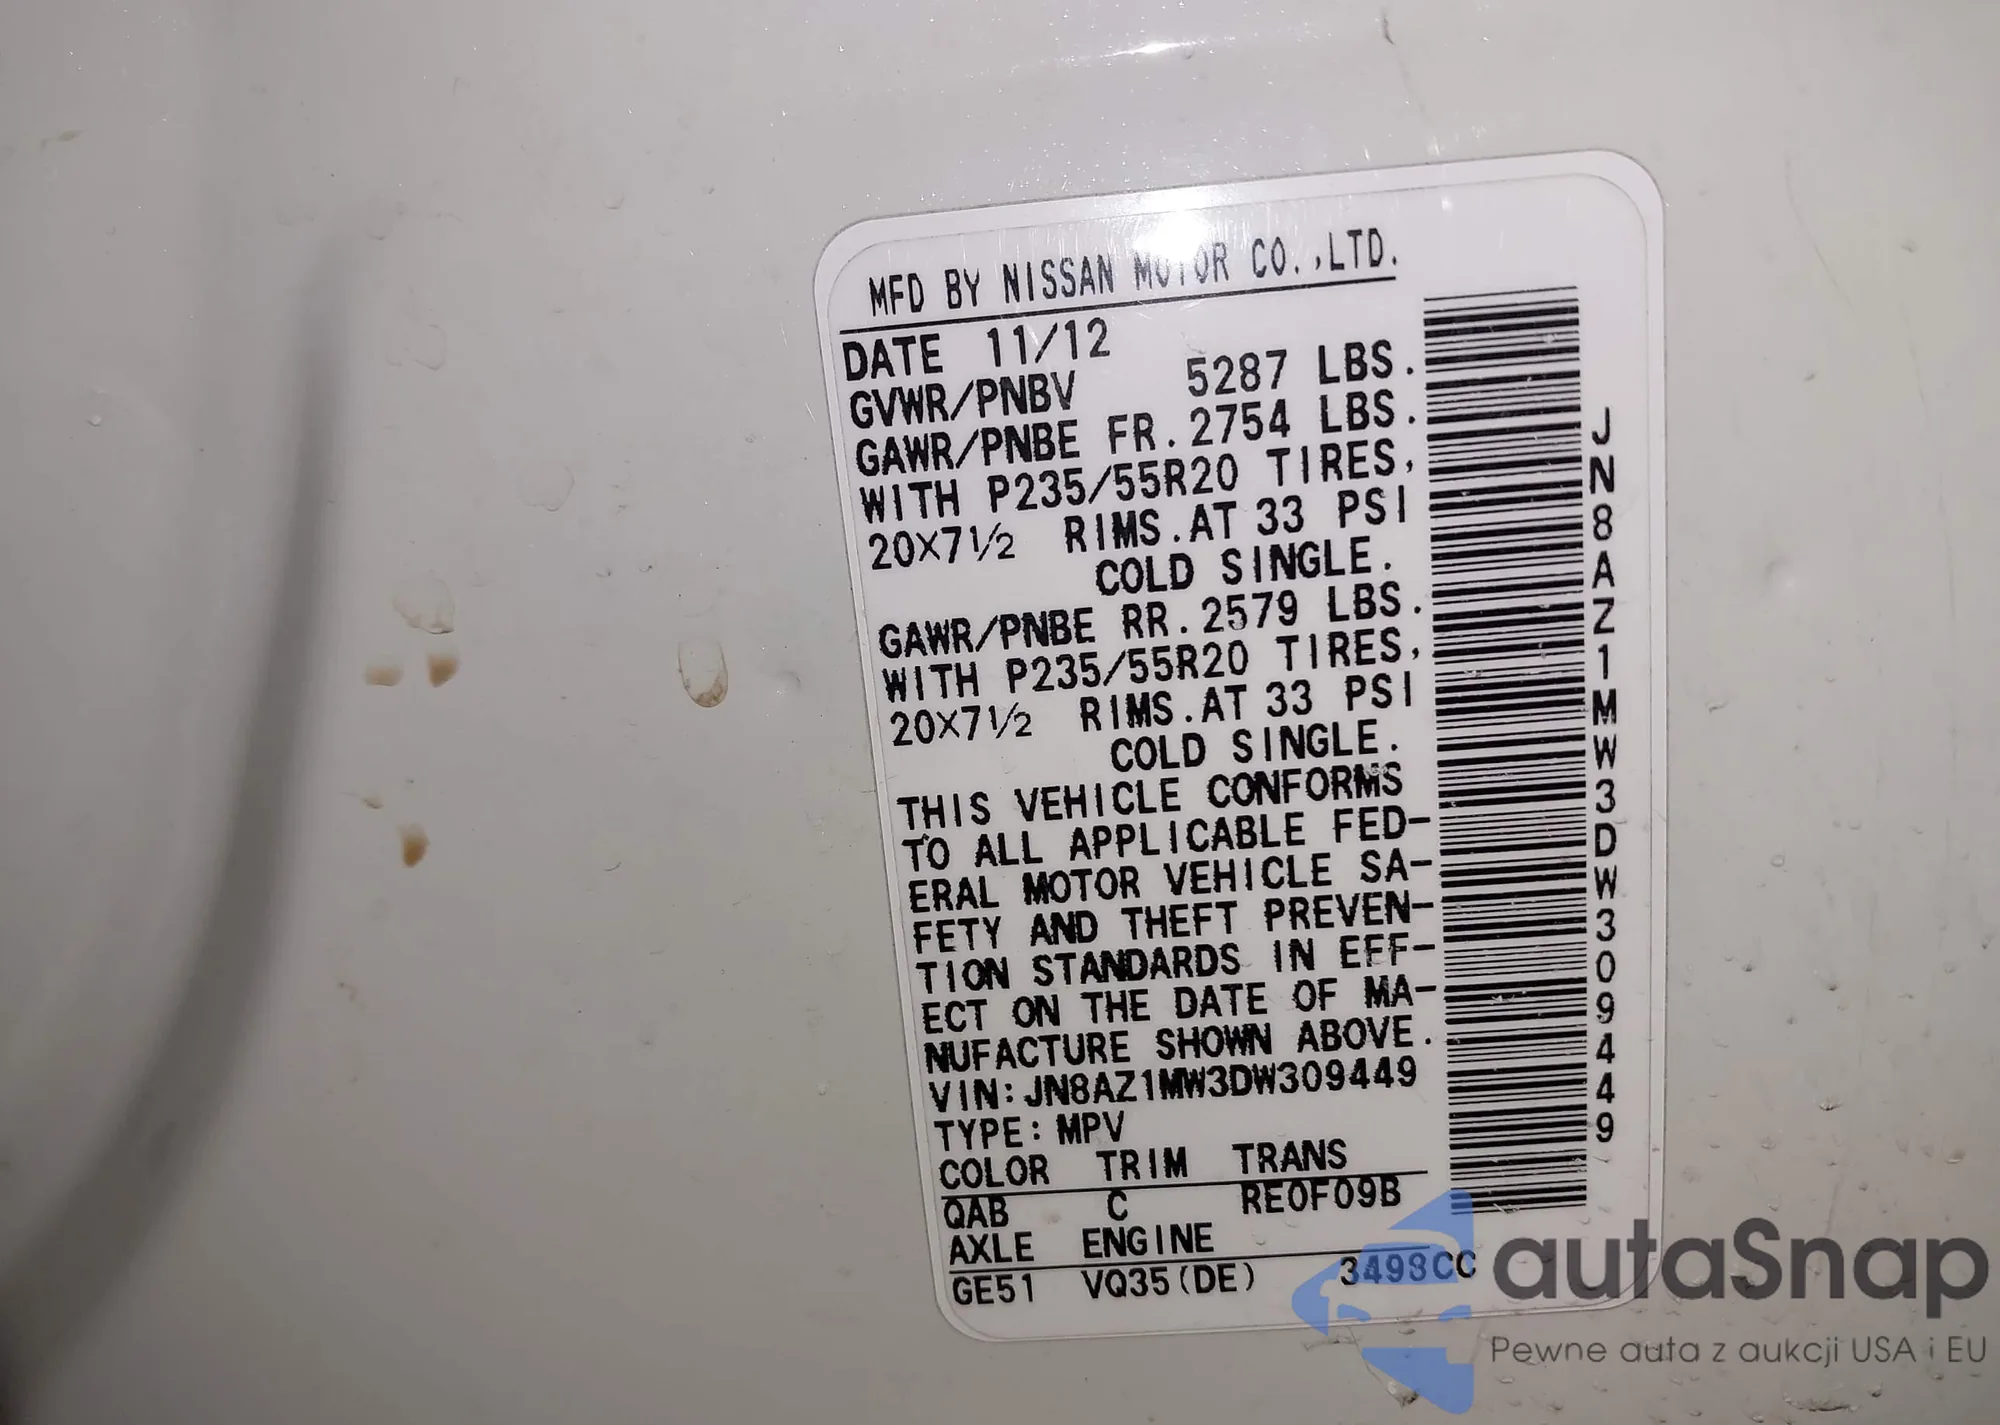 MFD BY NISSAN MOTOR CO.,LTD.
DATE 11/12
GVWR/PNBV 5287 LBS.
GAWR/PNBE FR.2754 LBS.
WITH P235/55R20 TIRES,
20×7½ RIMS.AT 33 PSI
COLD SINGLE.
GAWR/PNBE RR.2579 LBS.
WITH P235/55R20 TIRES,
20×7½ RIMS.AT 33 PSI
COLD SINGLE.
THIS VEHICLE CONFORMS
TO ALL APPLICABLE FED-
ERAL MOTOR VEHICLE SA-
FETY AND THEFT PREVEN-
TION STANDARDS IN EFF-
ECT ON THE DATE OF MA-
NUFACTURE SHOWN ABOVE.
VIN:JN8AZ1MW3DW309449
TYPE:MPV
COLOR TRIM TRANS
QAB C RE0F09B
AXLE ENGINE
GE51 VQ35(DE) 3498CC
JN8AZ1MW3DW309449
autaSnap
Pewne auta z aukcji USA i EU